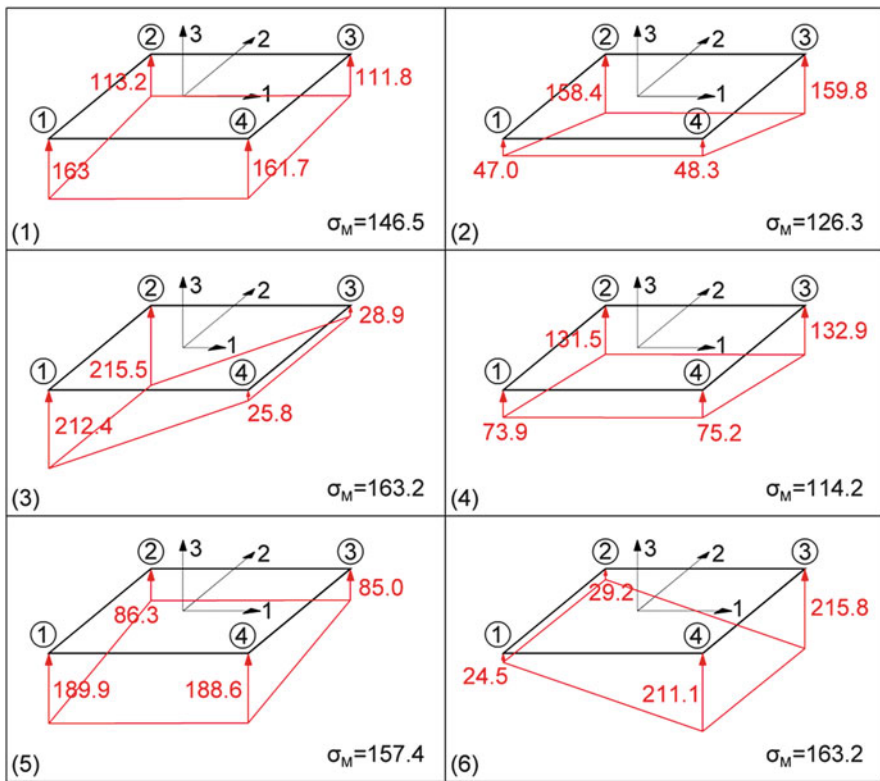 ② 3 2 ③
113.2 111.8
① 1 ④
163 161.7
(1) σM=146.5
② 3 2 ③
158.4 159.8
① 1 ④
47.0 48.3
(2) σM=126.3
② 3 2 ③
28.9
① 215.5 1 ④
212.4 25.8
(3) σM=163.2
② 3 2 ③
131.5 132.9
① 1 ④
73.9 75.2
(4) σM=114.2
② 3 2 ③
86.3 1 85.0
① ④
189.9 188.6
(5) σM=157.4
② 3 2 ③
29.2 1 215.8
① ④
24.5 211.1
(6) σM=163.2